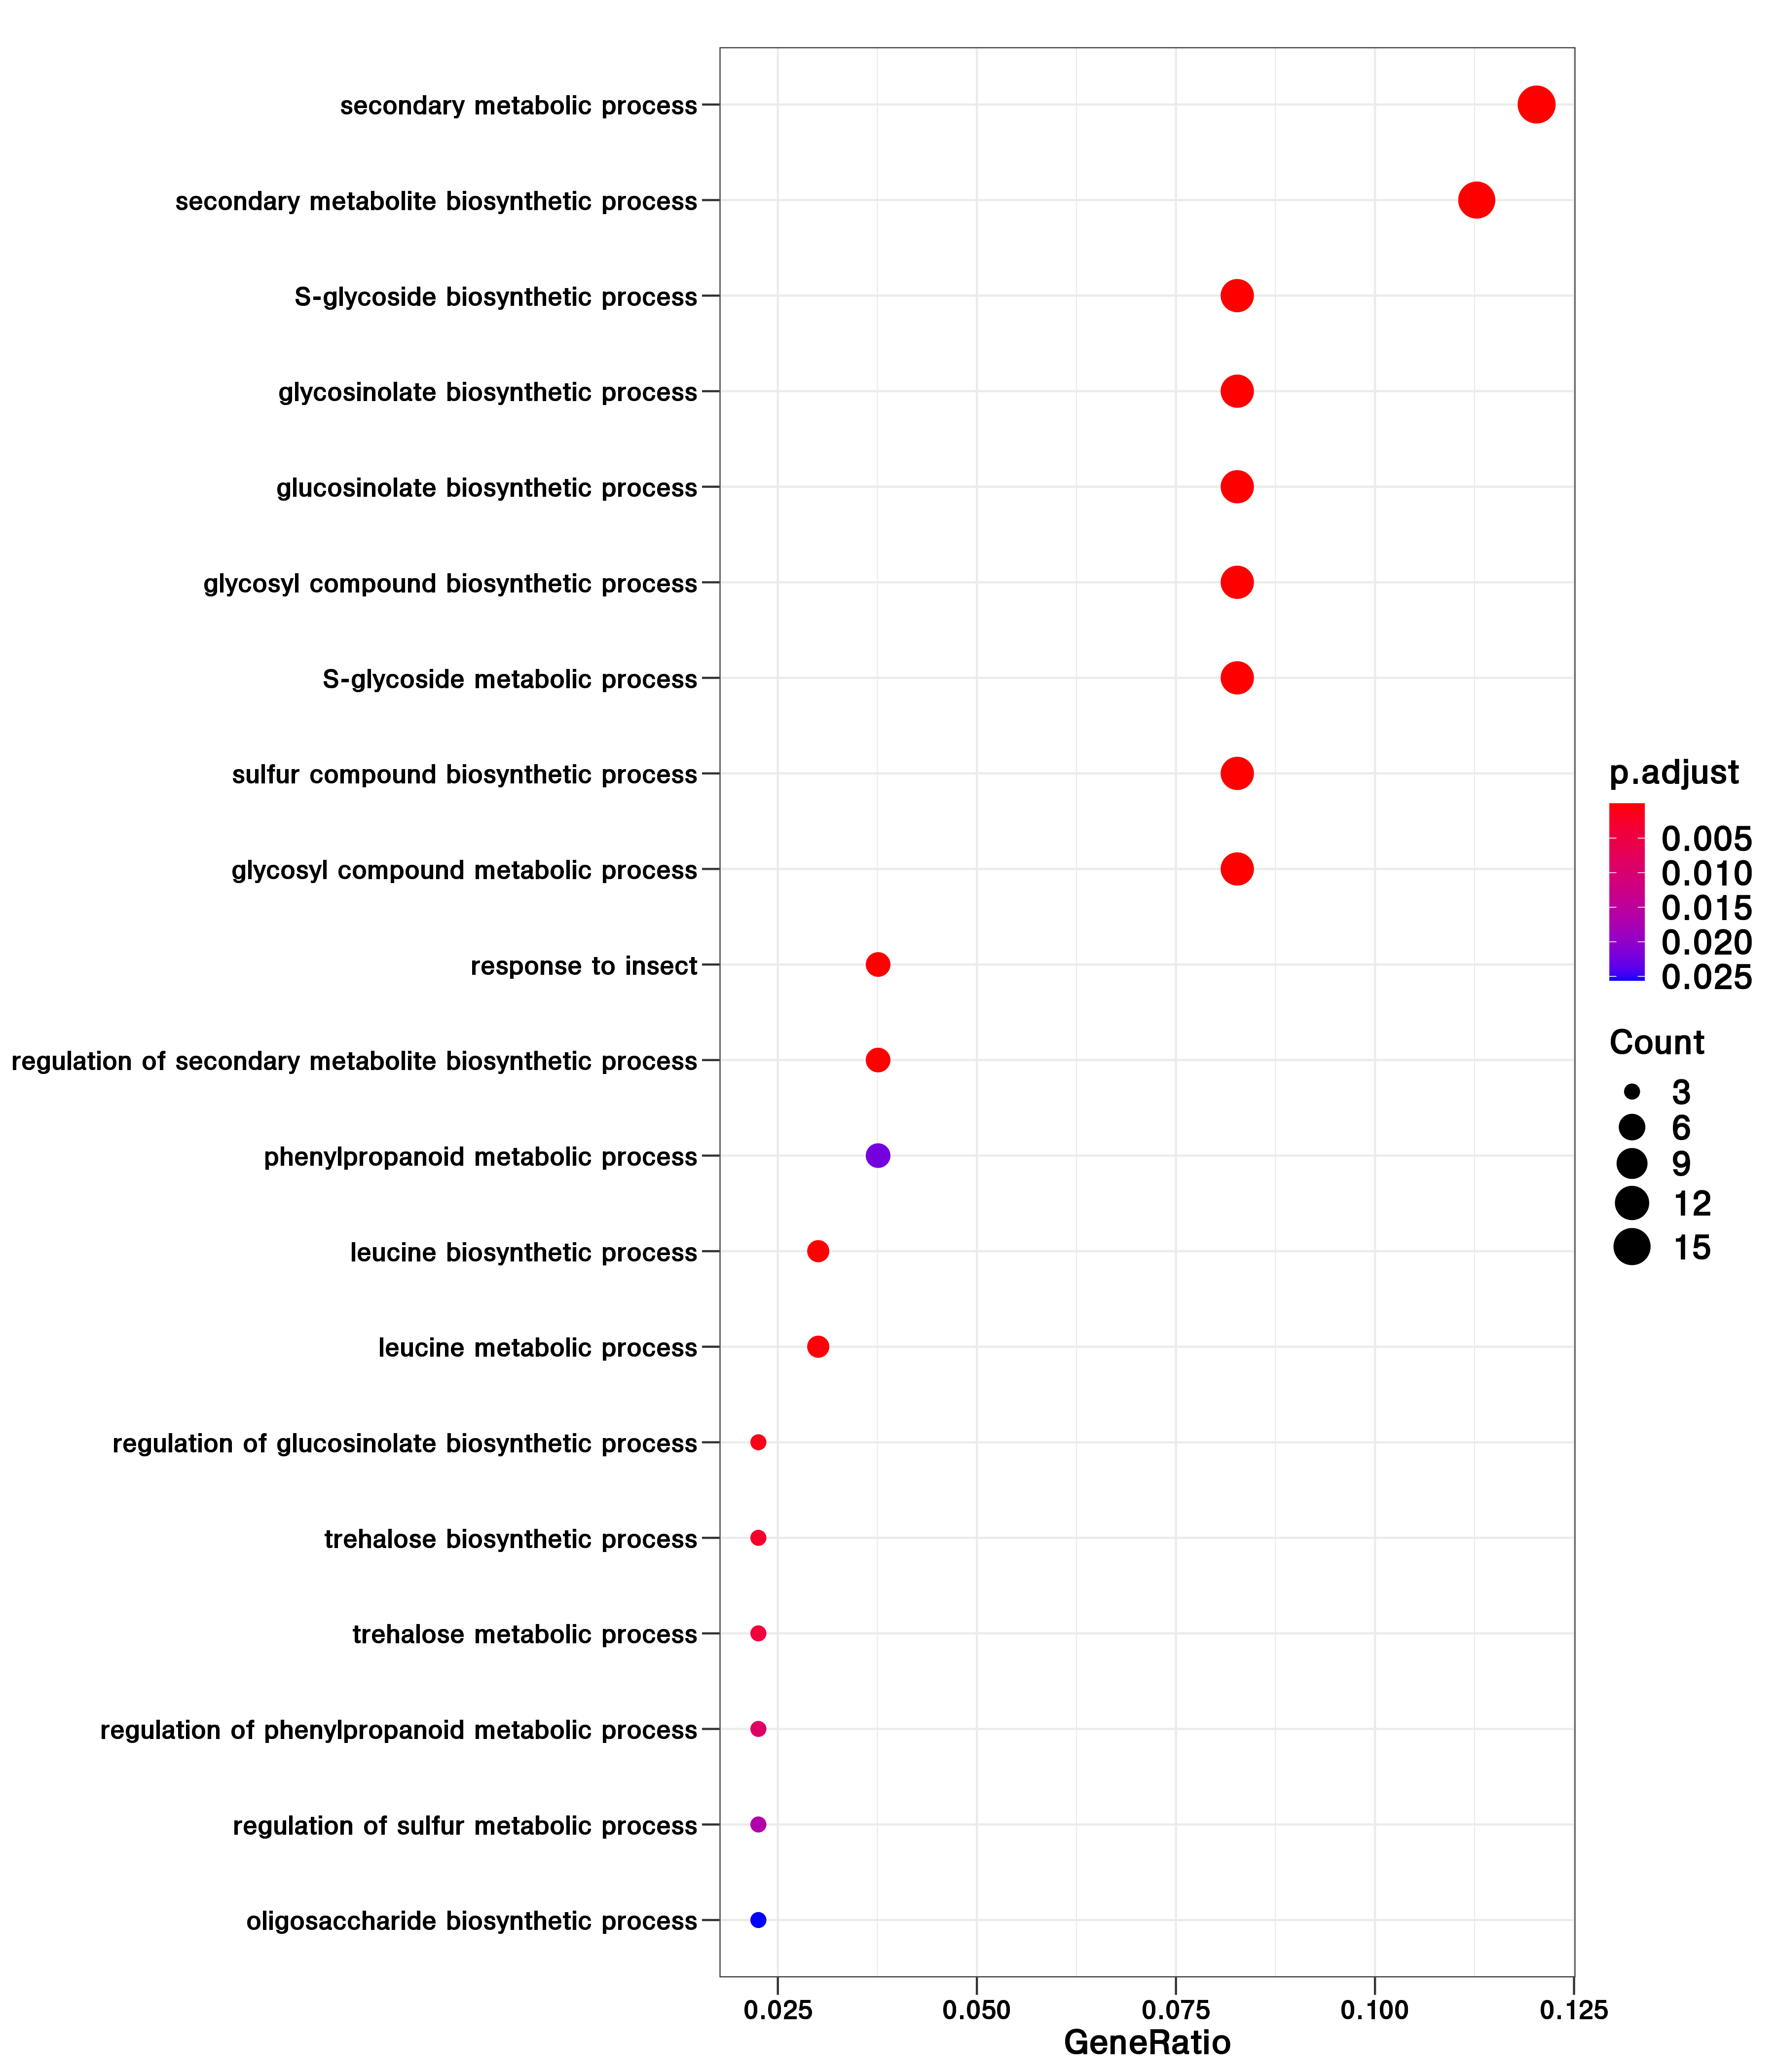 secondary metabolic process
secondary metabolite biosynthetic process
S-glycoside biosynthetic process
glycosinolate biosynthetic process
glucosinolate biosynthetic process
glycosyl compound biosynthetic process
S-glycoside metabolic process
sulfur compound biosynthetic process
glycosyl compound metabolic process
response to insect
regulation of secondary metabolite biosynthetic process
phenylpropanoid metabolic process
leucine biosynthetic process
leucine metabolic process
regulation of glucosinolate biosynthetic process
trehalose biosynthetic process
trehalose metabolic process
regulation of phenylpropanoid metabolic process
regulation of sulfur metabolic process
oligosaccharide biosynthetic process
0.025 0.050 0.075 0.100 0.125
GeneRatio
p.adjust
0.005
0.010
0.015
0.020
0.025
Count
3
6
9
12
15